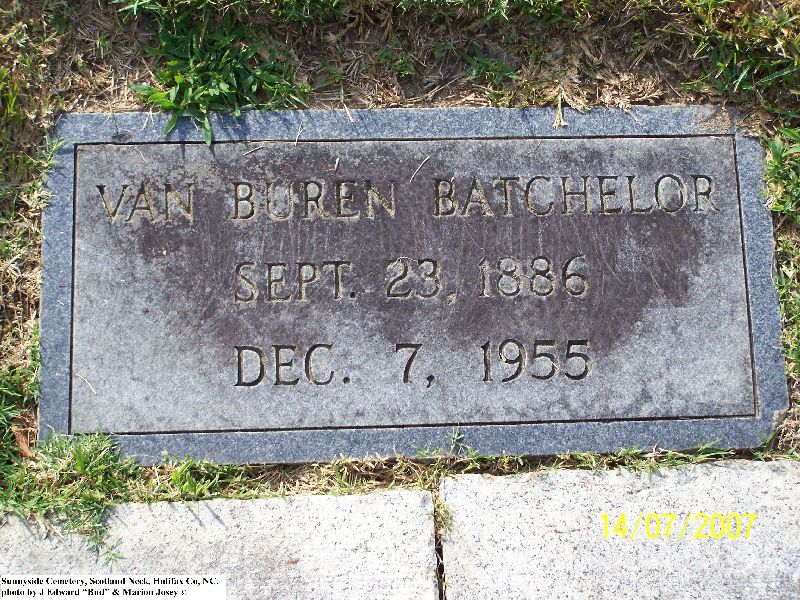 VAN BUREN BATCHELOR
SEPT. 23, 1886
DEC. 7, 1955
14/07/2007
Sunnyside Cemetery, Scotland Neck, Halifax Co, NC.
photo by J Edward "Bud" & Marion Josey ©